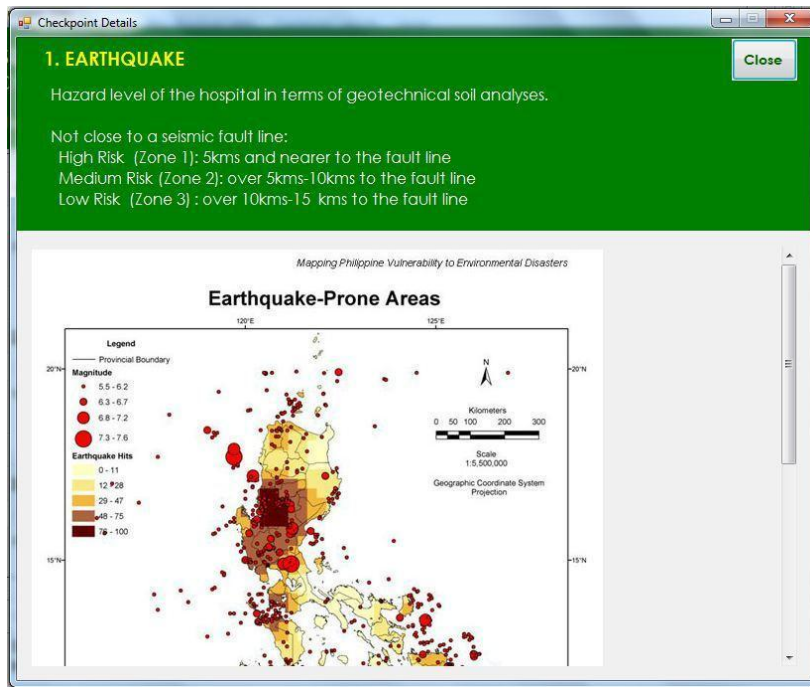 Checkpoint Details
1. EARTHQUAKE
Close
Hazard level of the hospital in terms of geotechnical soil analyses.
Not close to a seismic fault line:
High Risk (Zone 1): 5kms and nearer to the fault line
Medium Risk (Zone 2): over 5kms-10kms to the fault line
Low Risk (Zone 3) : over 10kms-15 kms to the fault line
Mapping Philippine Vulnerability to Environmental Disasters
Earthquake-Prone Areas
120°E
125°E
Legend
Provincial Boundary
20°N
20°N
Magnitude
5.5 - 6.2
6.3 - 6.7
6.8 - 7.2
7.3 - 7.6
N
Kilometers
0 50 100 200 300
Scale
1:5,500,000
Geographic Coordinate System
Projection
Earthquake Hits
0 - 11
12 - 28
29 - 47
48 - 75
76 - 100
15°N
15°N